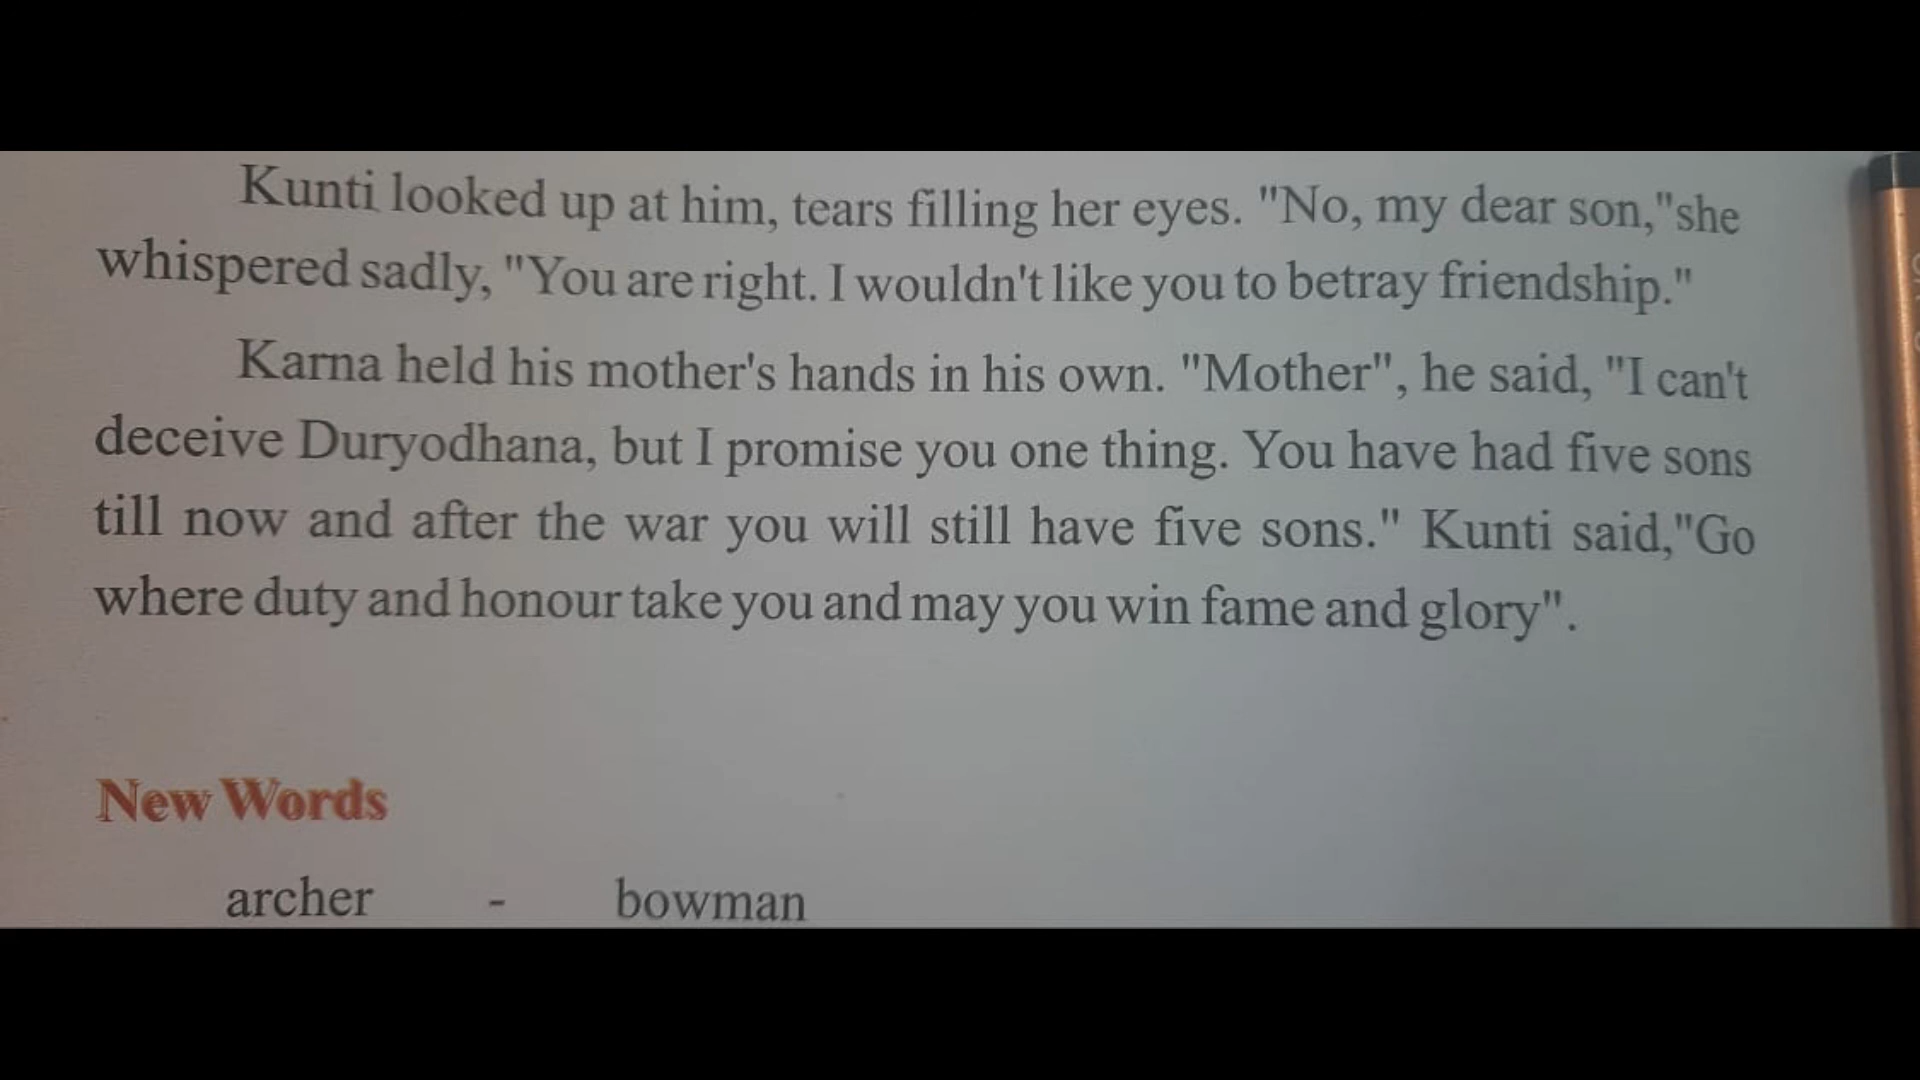 Kunti looked up at him, tears filling her eyes. "No, my dear son,"she
whispered sadly, "You are right. I wouldn't like you to betray friendship."
Karna held his mother's hands in his own. "Mother", he said, "I can't
deceive Duryodhana, but I promise you one thing. You have had five sons
till now and after the war you will still have five sons." Kunti said,"Go
where duty and honour take you and may you win fame and glory".
New Words
archer - bowman